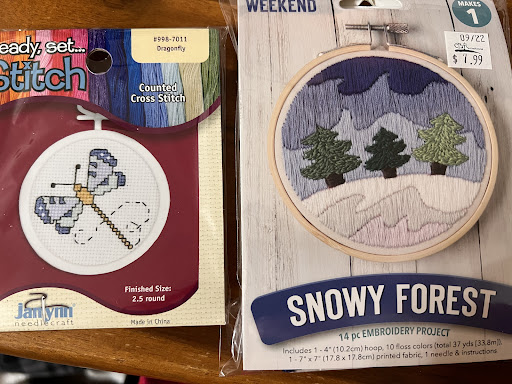 ready, set...
Stitch
#998-7011
Dragonfly
Counted
Cross Stitch
Finished Size:
2.5 round
Janlynn
needlecraft
Made in China
WEEKEND
MAKES
1
09/22
$1.99
SNOWY FOREST
14 pc EMBROIDERY PROJECT
Includes 1 - 4" (10.2cm) hoop, 10 floss colors (total 37 yds [33.8m]),
1 - 7" x 7" (17.8 x 17.8cm) printed fabric, 1 needle & instructions